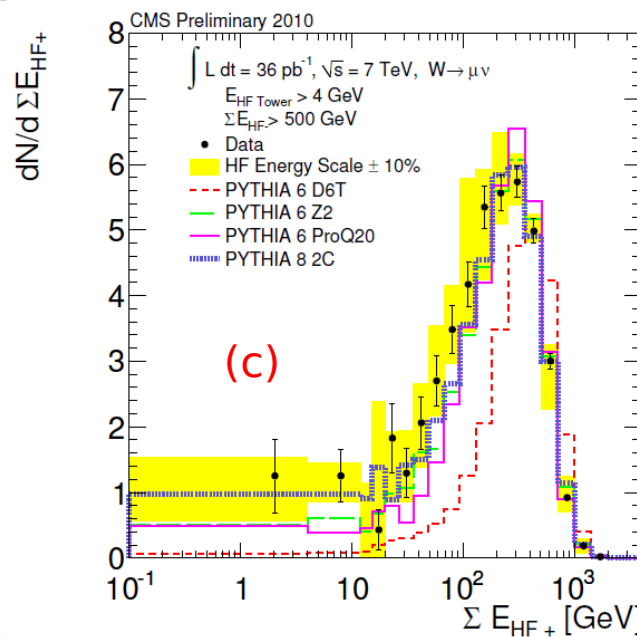 CMS Preliminary 2010
dN/d ΣE_HF+
∫ L dt = 36 pb⁻¹, √s = 7 TeV, W→μν
E_HF Tower > 4 GeV
ΣE_HF-> 500 GeV
Data
HF Energy Scale ± 10%
PYTHIA 6 D6T
PYTHIA 6 Z2
PYTHIA 6 ProQ20
PYTHIA 8 2C
(c)
8
7
6
5
4
3
2
1
0
10⁻¹ 1 10 10² 10³
Σ E_HF + [GeV]